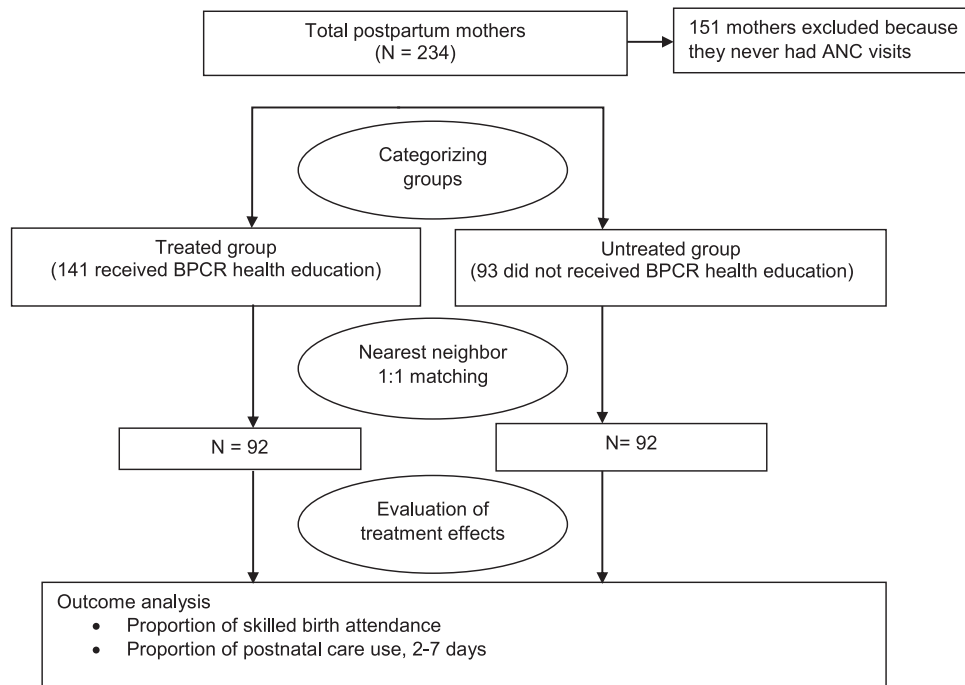 Total postpartum mothers
(N = 234)
151 mothers excluded because
they never had ANC visits
Categorizing
groups
Treated group
(141 received BPCR health education)
Untreated group
(93 did not received BPCR health education)
Nearest neighbor
1:1 matching
N = 92
N= 92
Evaluation of
treatment effects
Outcome analysis
• Proportion of skilled birth attendance
• Proportion of postnatal care use, 2-7 days